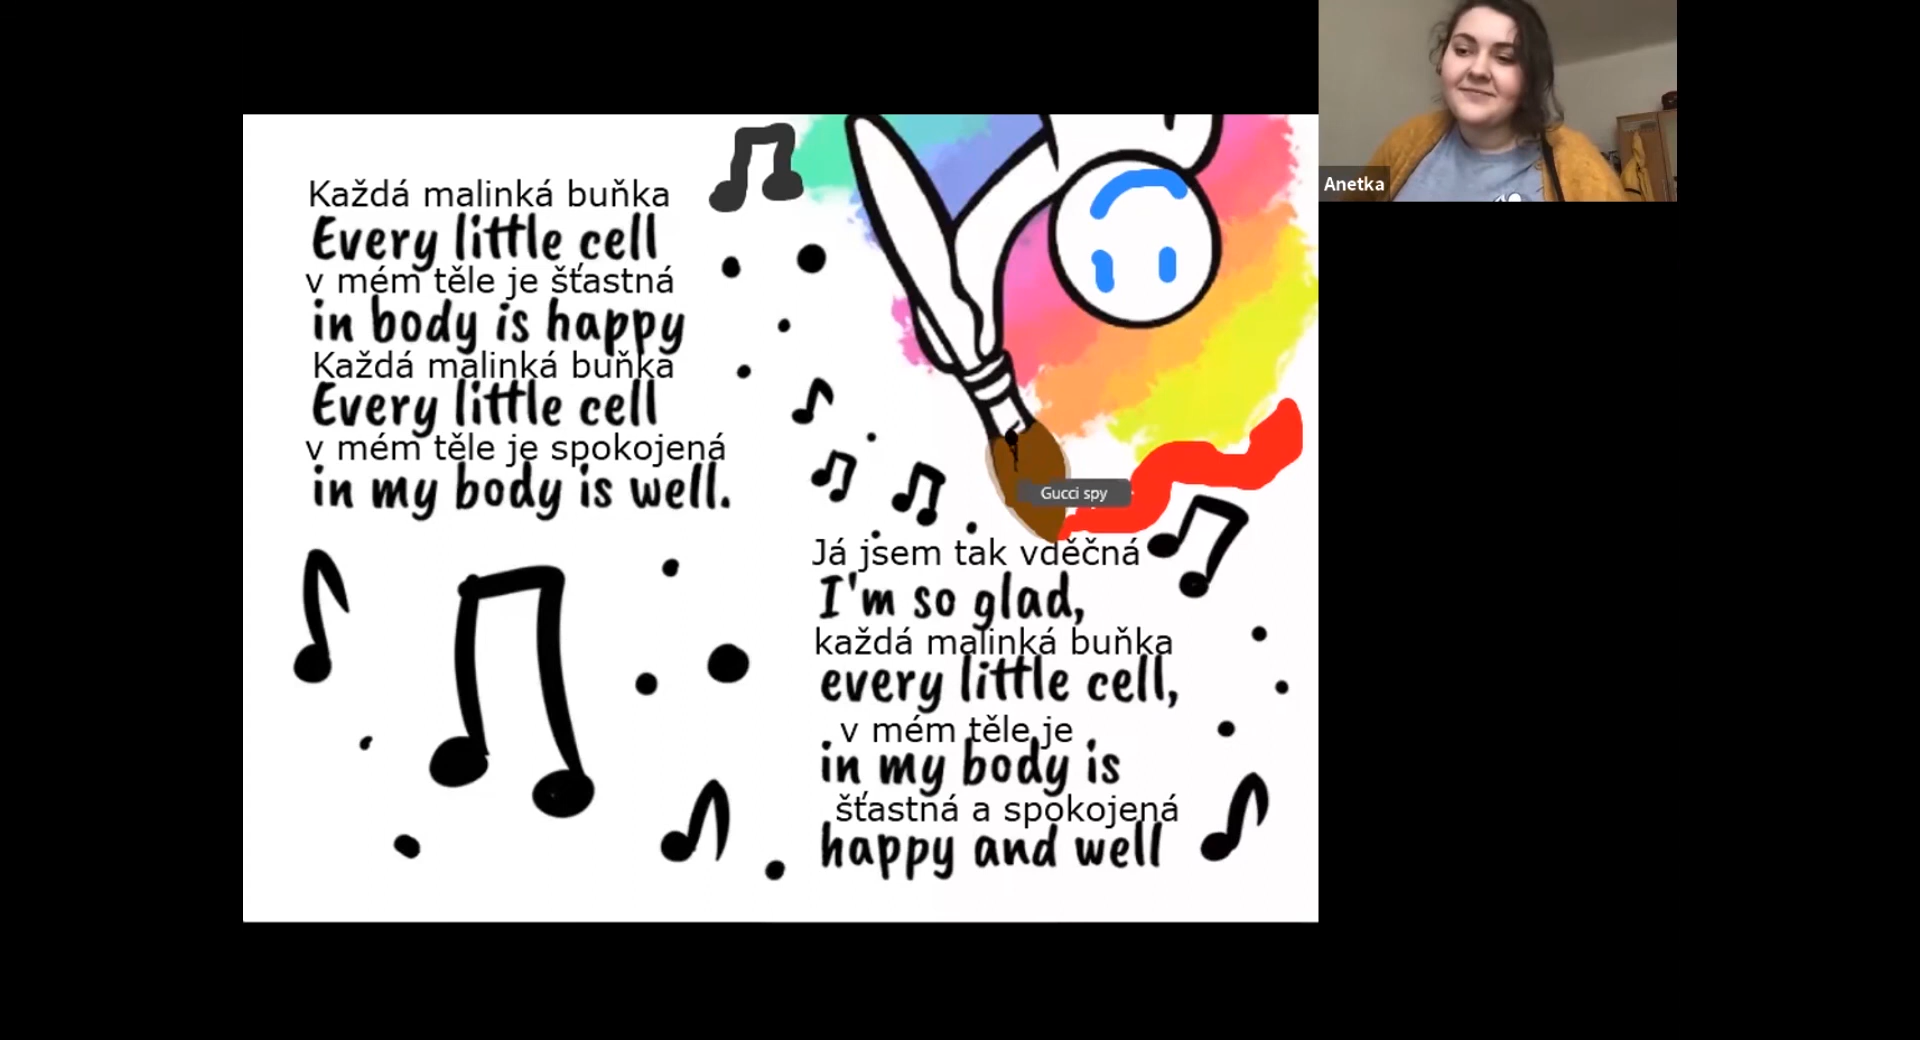 Každá malinká buňka
Every little cell
v mém těle je šťastná
in body is happy
Každá malinká buňka
Every little cell
v mém těle je spokojená
in my body is well.
Já jsem tak vděčná
I'm so glad,
každá malinká buňka
every little cell,
v mém těle je
in my body is
šťastná a spokojená
happy and well
Gucci spy
Anetka